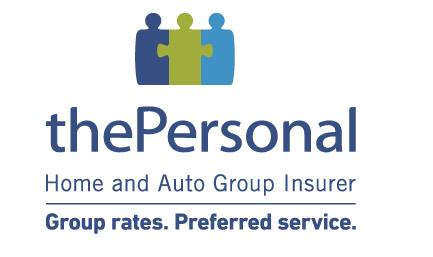 thePersonal
Home and Auto Group Insurer
Group rates. Preferred service.